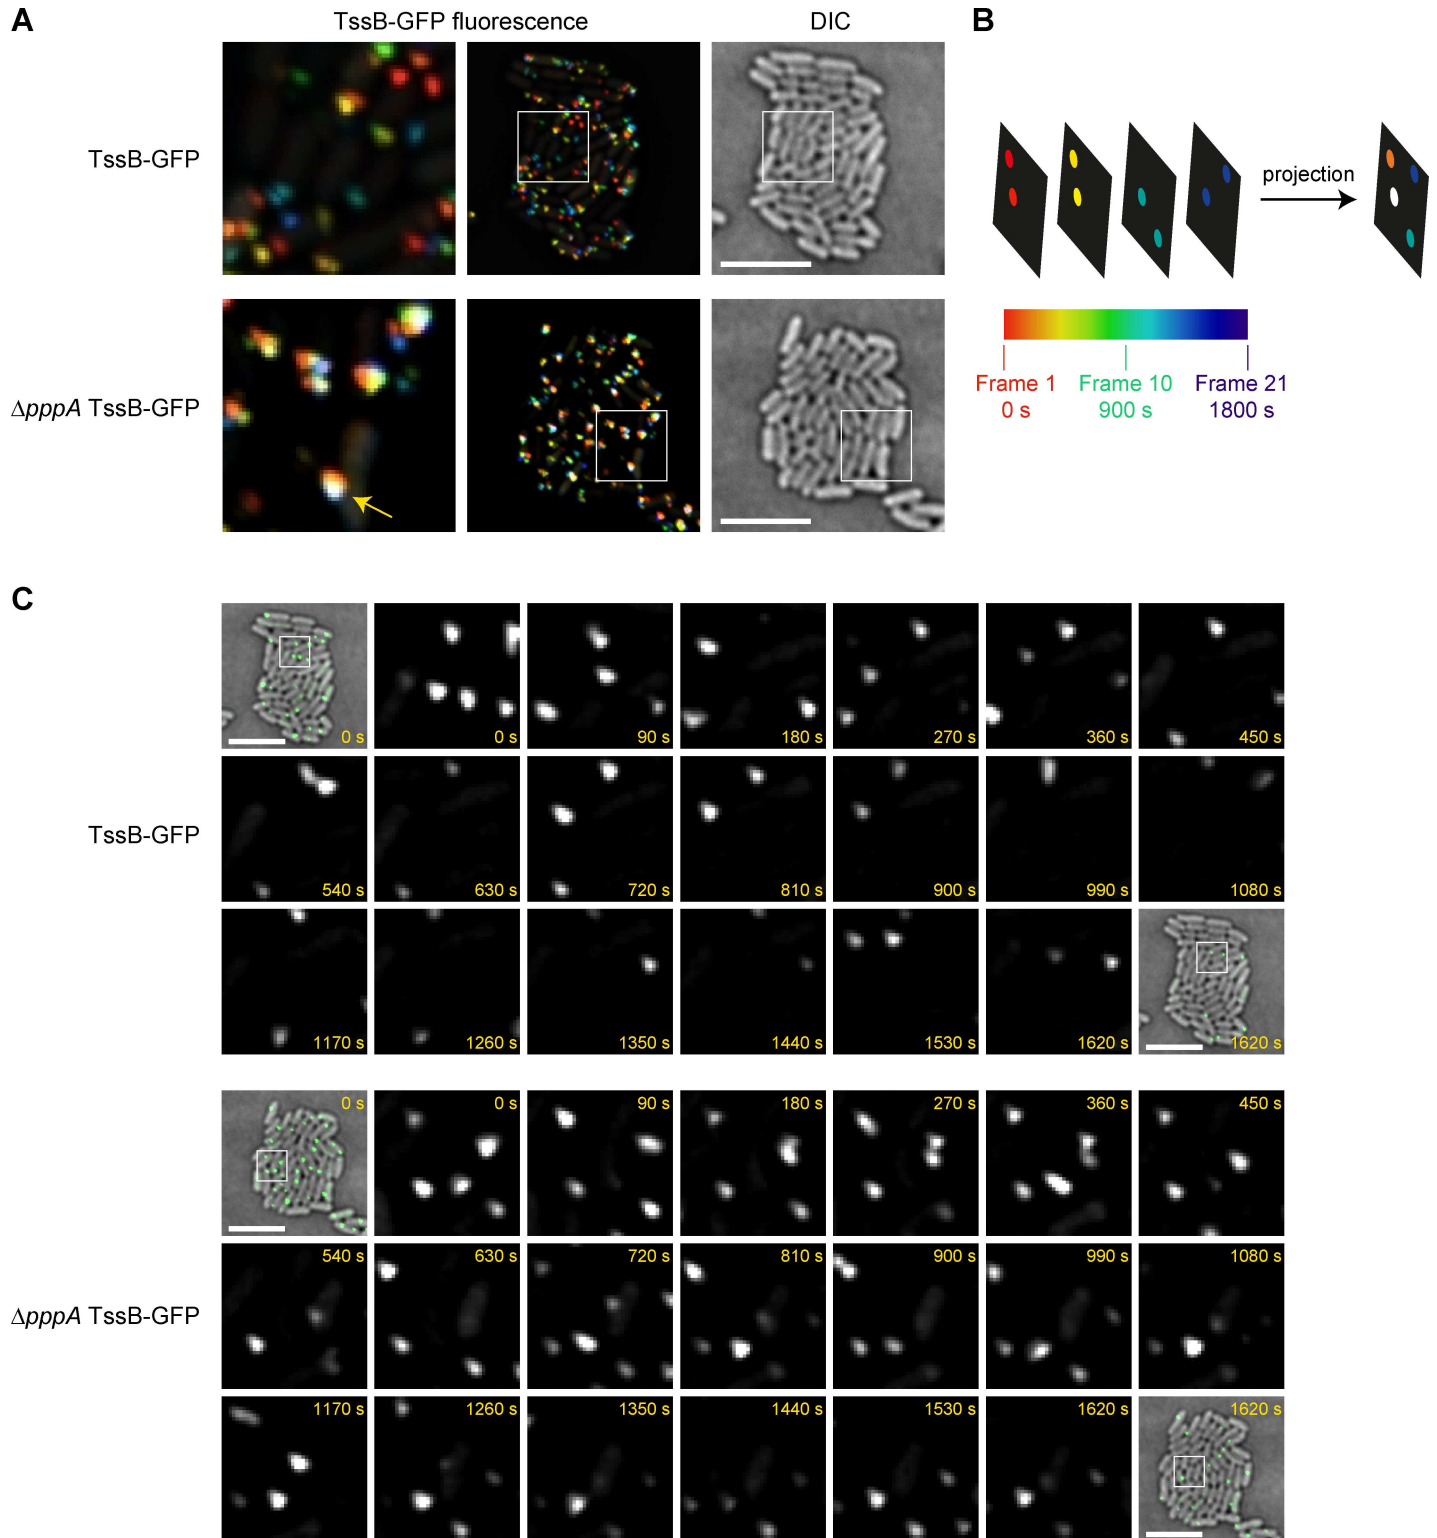 A
TssB-GFP fluorescence
DIC
B
TssB-GFP
ΔpppA TssB-GFP
projection
Frame 1
0 s
Frame 10
900 s
Frame 21
1800 s
C
TssB-GFP
0 s
0 s
90 s
180 s
270 s
360 s
450 s
540 s
630 s
720 s
810 s
900 s
990 s
1080 s
1170 s
1260 s
1350 s
1440 s
1530 s
1620 s
1620 s
ΔpppA TssB-GFP
0 s
0 s
90 s
180 s
270 s
360 s
450 s
540 s
630 s
720 s
810 s
900 s
990 s
1080 s
1170 s
1260 s
1350 s
1440 s
1530 s
1620 s
1620 s